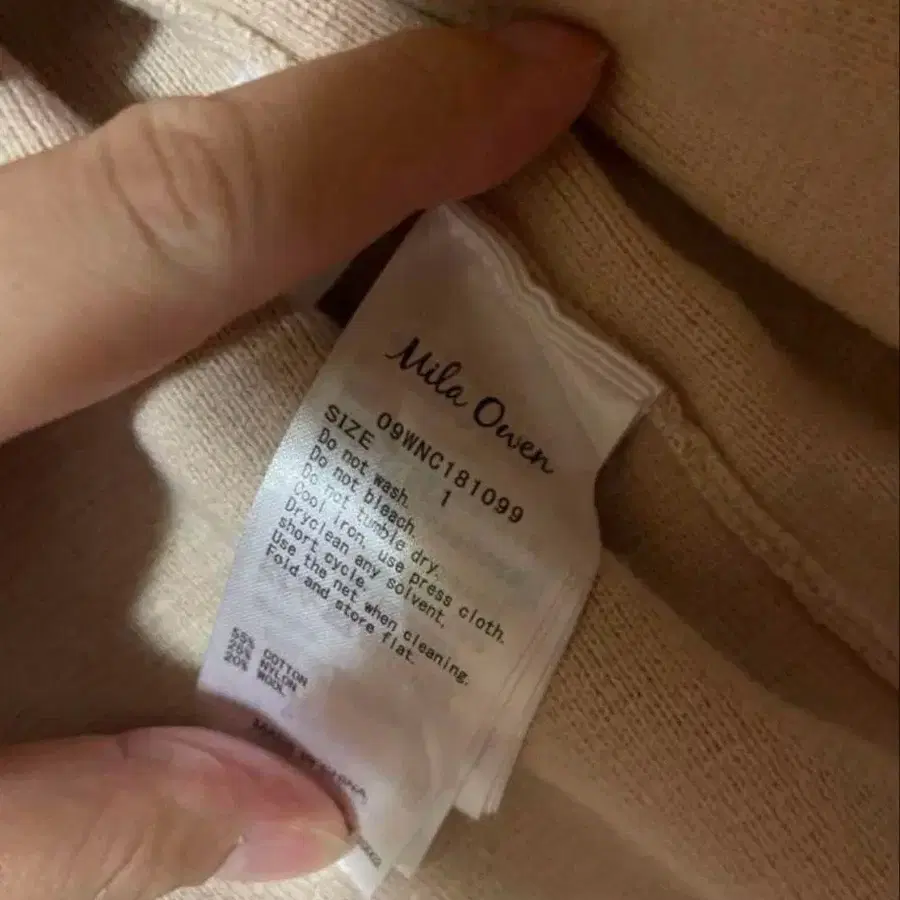 Mila Owen
09WNC181099
SIZE 1
Do not wash.
Do not bleach.
Do not tumble dry.
Cool iron. use press cloth.
Dryclean any solvent,
short cycle.
Use the net when cleaning.
Fold and store flat.
55% COTTON
25% NYLON
20% WOOL